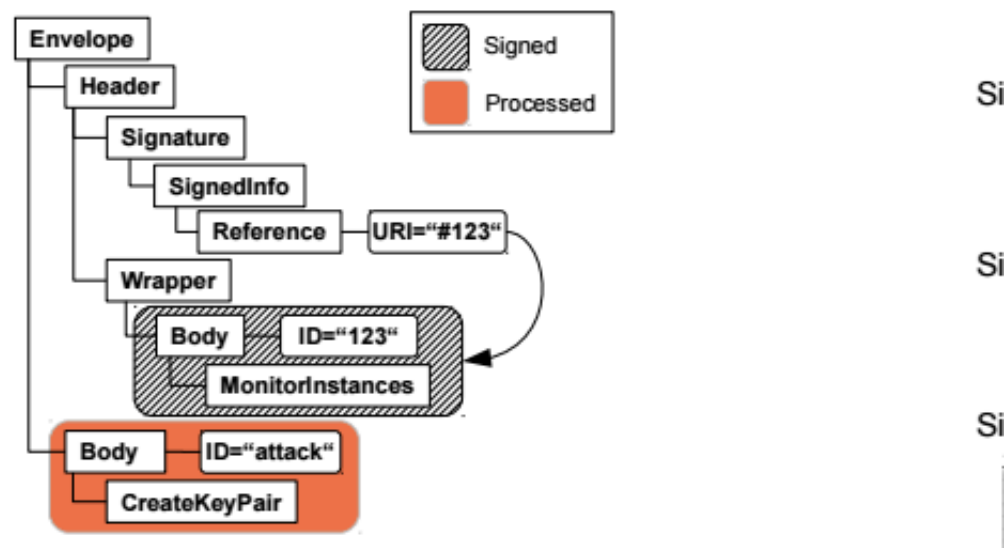 Envelope
Signed
Header
Processed
Signature
SignedInfo
Reference URI=“#123“
Wrapper
Body ID=“123“
MonitorInstances
Body ID=“attack“
CreateKeyPair
Si
Si
Si